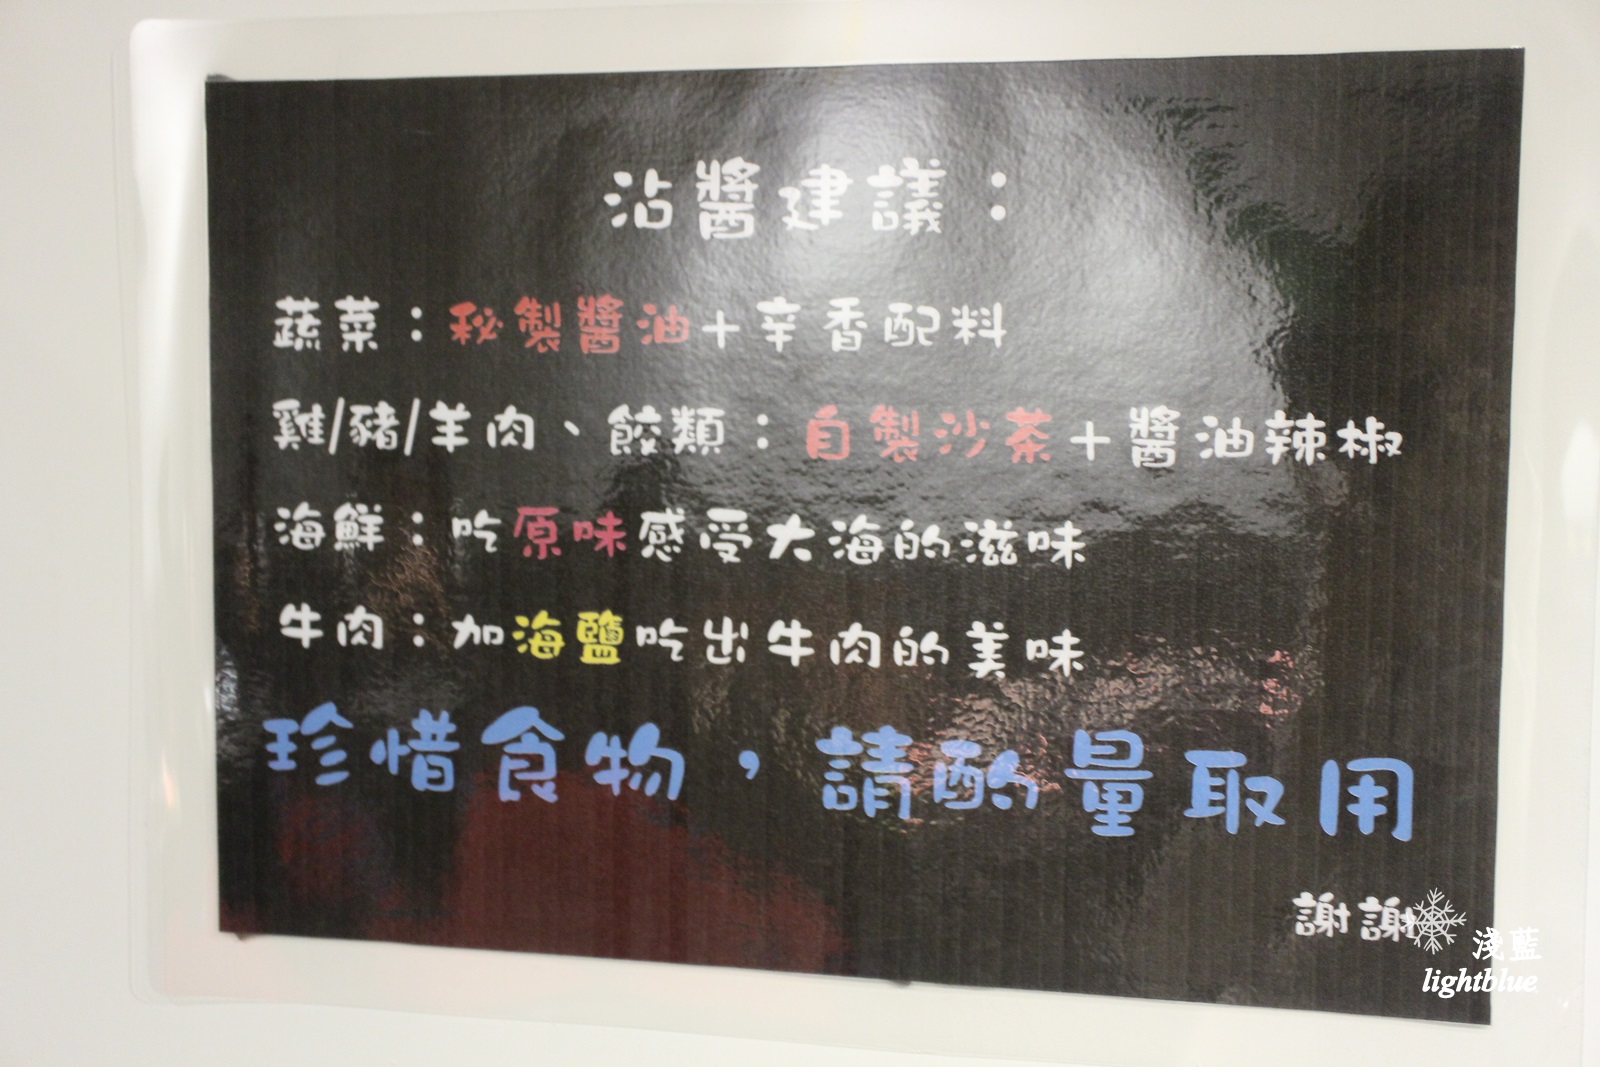 沾醬建議：
蔬菜：秘製醬油＋辛香配料
雞/豬/羊肉、餃類：自製沙茶＋醬油辣椒
海鮮：吃原味感受大海的滋味
牛肉：加海鹽吃出牛肉的美味
珍惜食物，請酌量取用
謝謝
淺藍
lightblue